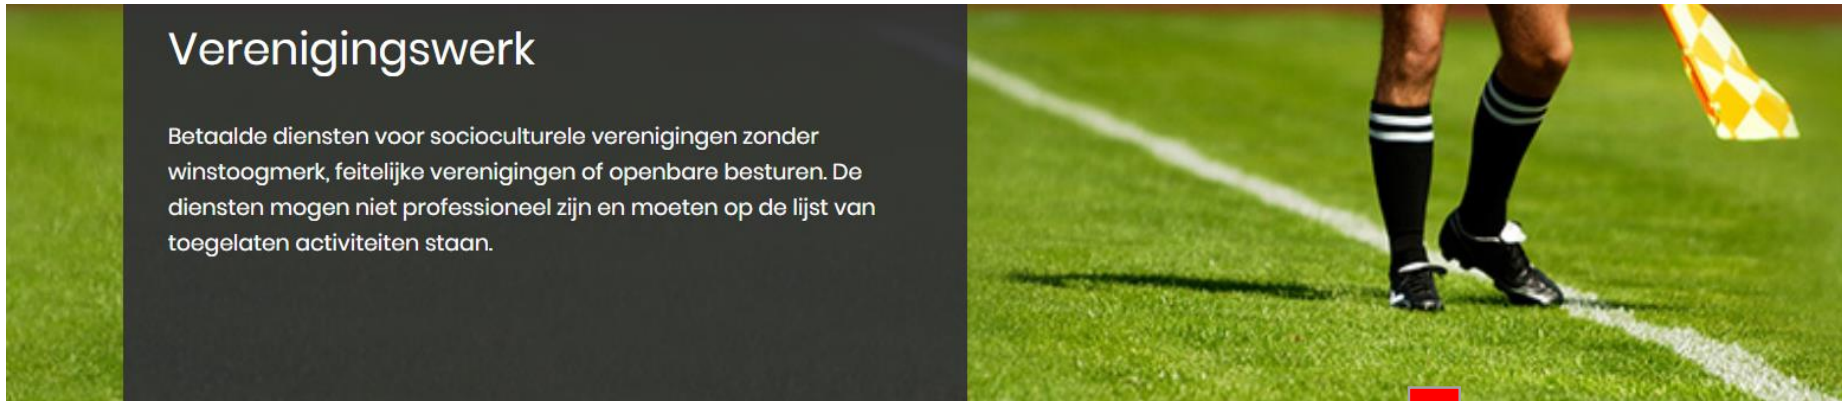 Verenigingswerk
Betaalde diensten voor socioculturele verenigingen zonder
winstoogmerk, feitelijke verenigingen of openbare besturen. De
diensten mogen niet professioneel zijn en moeten op de lijst van
toegelaten activiteiten staan.